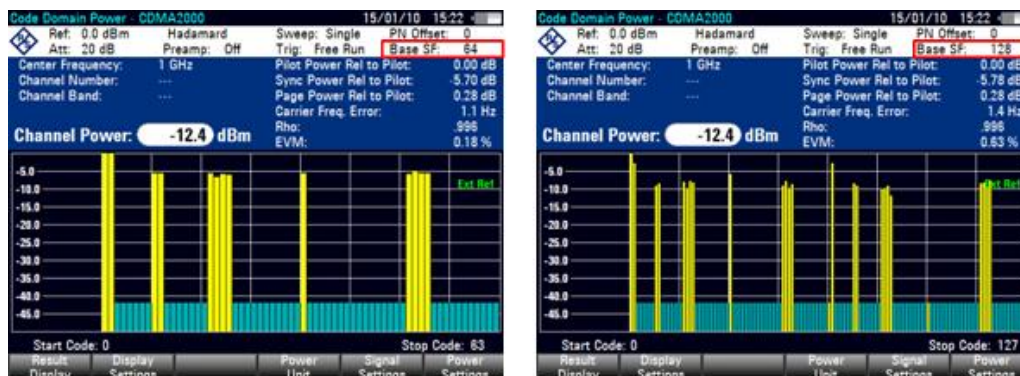 Code Domain Power - CDMA2000 15/01/10 15:22
Ref: 0.0 dBm Hadamard Sweep: Single PN Offset: 0
Att: 20 dB Preamp: Off Trig: Free Run Base SF: 64
Center Frequency: 1 GHz Pilot Power Rel to Pilot: 0.00 dB
Channel Number: --- Sync Power Rel to Pilot: -5.70 dB
Channel Band: --- Page Power Rel to Pilot: 0.28 dB
Carrier Freq. Error: 1.1 Hz
Channel Power: -12.4 dBm Rho: .996
EVM: 0.18 %
-5.0
Ext Ref
-10.0
-15.0
-20.0
-25.0
-30.0
-35.0
-40.0
-45.0
Start Code: 0 Stop Code: 63
Result Display Power Signal Power
Display Settings Unit Settings Settings
Code Domain Power - CDMA2000 15/01/10 15:22
Ref: 0.0 dBm Hadamard Sweep: Single PN Offset: 0
Att: 20 dB Preamp: Off Trig: Free Run Base SF: 128
Center Frequency: 1 GHz Pilot Power Rel to Pilot: 0.00 dB
Channel Number: --- Sync Power Rel to Pilot: -5.78 dB
Channel Band: --- Page Power Rel to Pilot: 0.28 dB
Carrier Freq. Error: 1.4 Hz
Channel Power: -12.4 dBm Rho: .996
EVM: 0.63 %
-5.0
Ext Ref
-10.0
-15.0
-20.0
-25.0
-30.0
-35.0
-40.0
-45.0
Start Code: 0 Stop Code: 127
Result Display Power Signal Power
Display Settings Unit Settings Settings